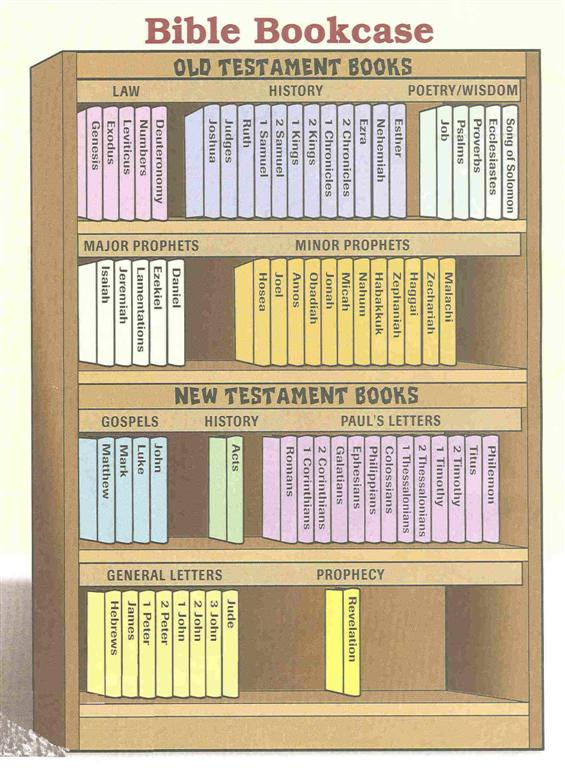 Bible Bookcase
OLD TESTAMENT BOOKS
LAW
HISTORY
POETRY/WISDOM
Genesis
Exodus
Leviticus
Numbers
Deuteronomy
Joshua
Judges
Ruth
1 Samuel
2 Samuel
1 Kings
2 Kings
1 Chronicles
2 Chronicles
Ezra
Nehemiah
Esther
Job
Psalms
Proverbs
Ecclesiastes
Song of Solomon
MAJOR PROPHETS
MINOR PROPHETS
Isaiah
Jeremiah
Lamentations
Ezekiel
Daniel
Hosea
Joel
Amos
Obadiah
Jonah
Micah
Nahum
Habakkuk
Zephaniah
Haggai
Zechariah
Malachi
NEW TESTAMENT BOOKS
GOSPELS
HISTORY
PAUL'S LETTERS
Matthew
Mark
Luke
John
Acts
Romans
1 Corinthians
2 Corinthians
Galatians
Ephesians
Philippians
Colossians
1 Thessalonians
2 Thessalonians
1 Timothy
2 Timothy
Titus
Philemon
GENERAL LETTERS
PROPHECY
Hebrews
James
1 Peter
2 Peter
1 John
2 John
3 John
Jude
Revelation